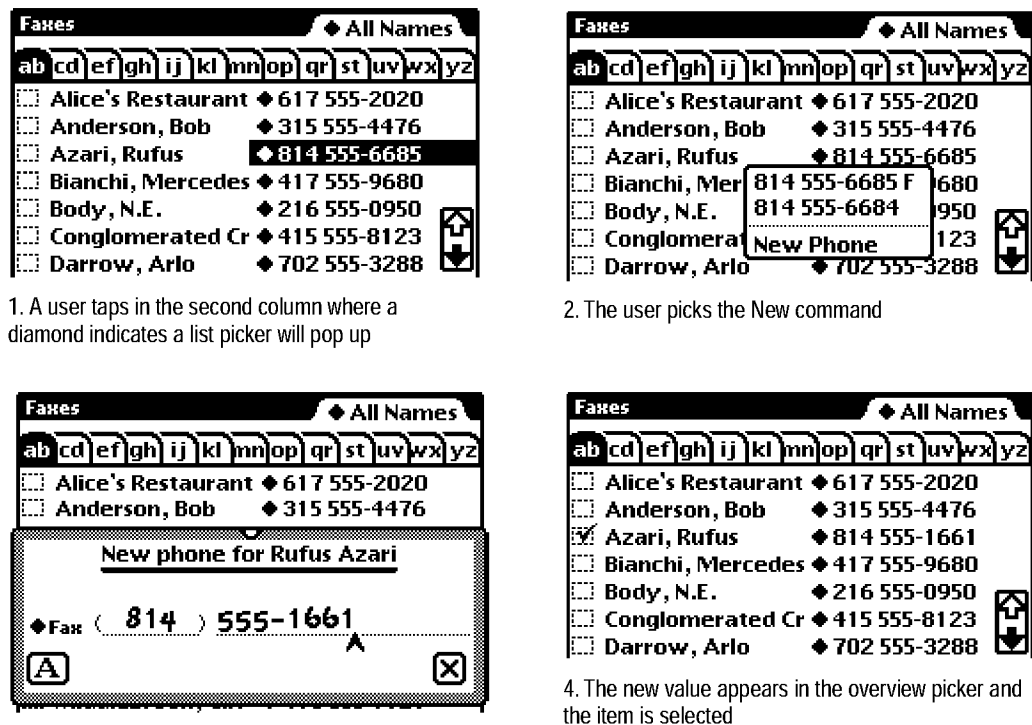 Faxes ◆ All Names
ab cd ef gh ij kl mn op qr st uv wx yz
Alice's Restaurant ◆ 617 555-2020
Anderson, Bob ◆ 315 555-4476
Azari, Rufus ◆ 814 555-6685
Bianchi, Mercedes ◆ 417 555-9680
Body, N.E. ◆ 216 555-0950
Conglomerated Cr ◆ 415 555-8123
Darrow, Arlo ◆ 702 555-3288
1. A user taps in the second column where a
diamond indicates a list picker will pop up
Faxes ◆ All Names
ab cd ef gh ij kl mn op qr st uv wx yz
Alice's Restaurant ◆ 617 555-2020
Anderson, Bob ◆ 315 555-4476
Azari, Rufus ◆ 814 555-6685
Bianchi, Mer 814 555-6685 F 680
Body, N.E. 814 555-6684 950
Conglomerat New Phone 123
Darrow, Arlo ◆ 702 555-3288
2. The user picks the New command
Faxes ◆ All Names
ab cd ef gh ij kl mn op qr st uv wx yz
Alice's Restaurant ◆ 617 555-2020
Anderson, Bob ◆ 315 555-4476
New phone for Rufus Azari
◆ Fax ( 814 ) 555-1661
A
Faxes ◆ All Names
ab cd ef gh ij kl mn op qr st uv wx yz
Alice's Restaurant ◆ 617 555-2020
Anderson, Bob ◆ 315 555-4476
Azari, Rufus ◆ 814 555-1661
Bianchi, Mercedes ◆ 417 555-9680
Body, N.E. ◆ 216 555-0950
Conglomerated Cr ◆ 415 555-8123
Darrow, Arlo ◆ 702 555-3288
4. The new value appears in the overview picker and
the item is selected